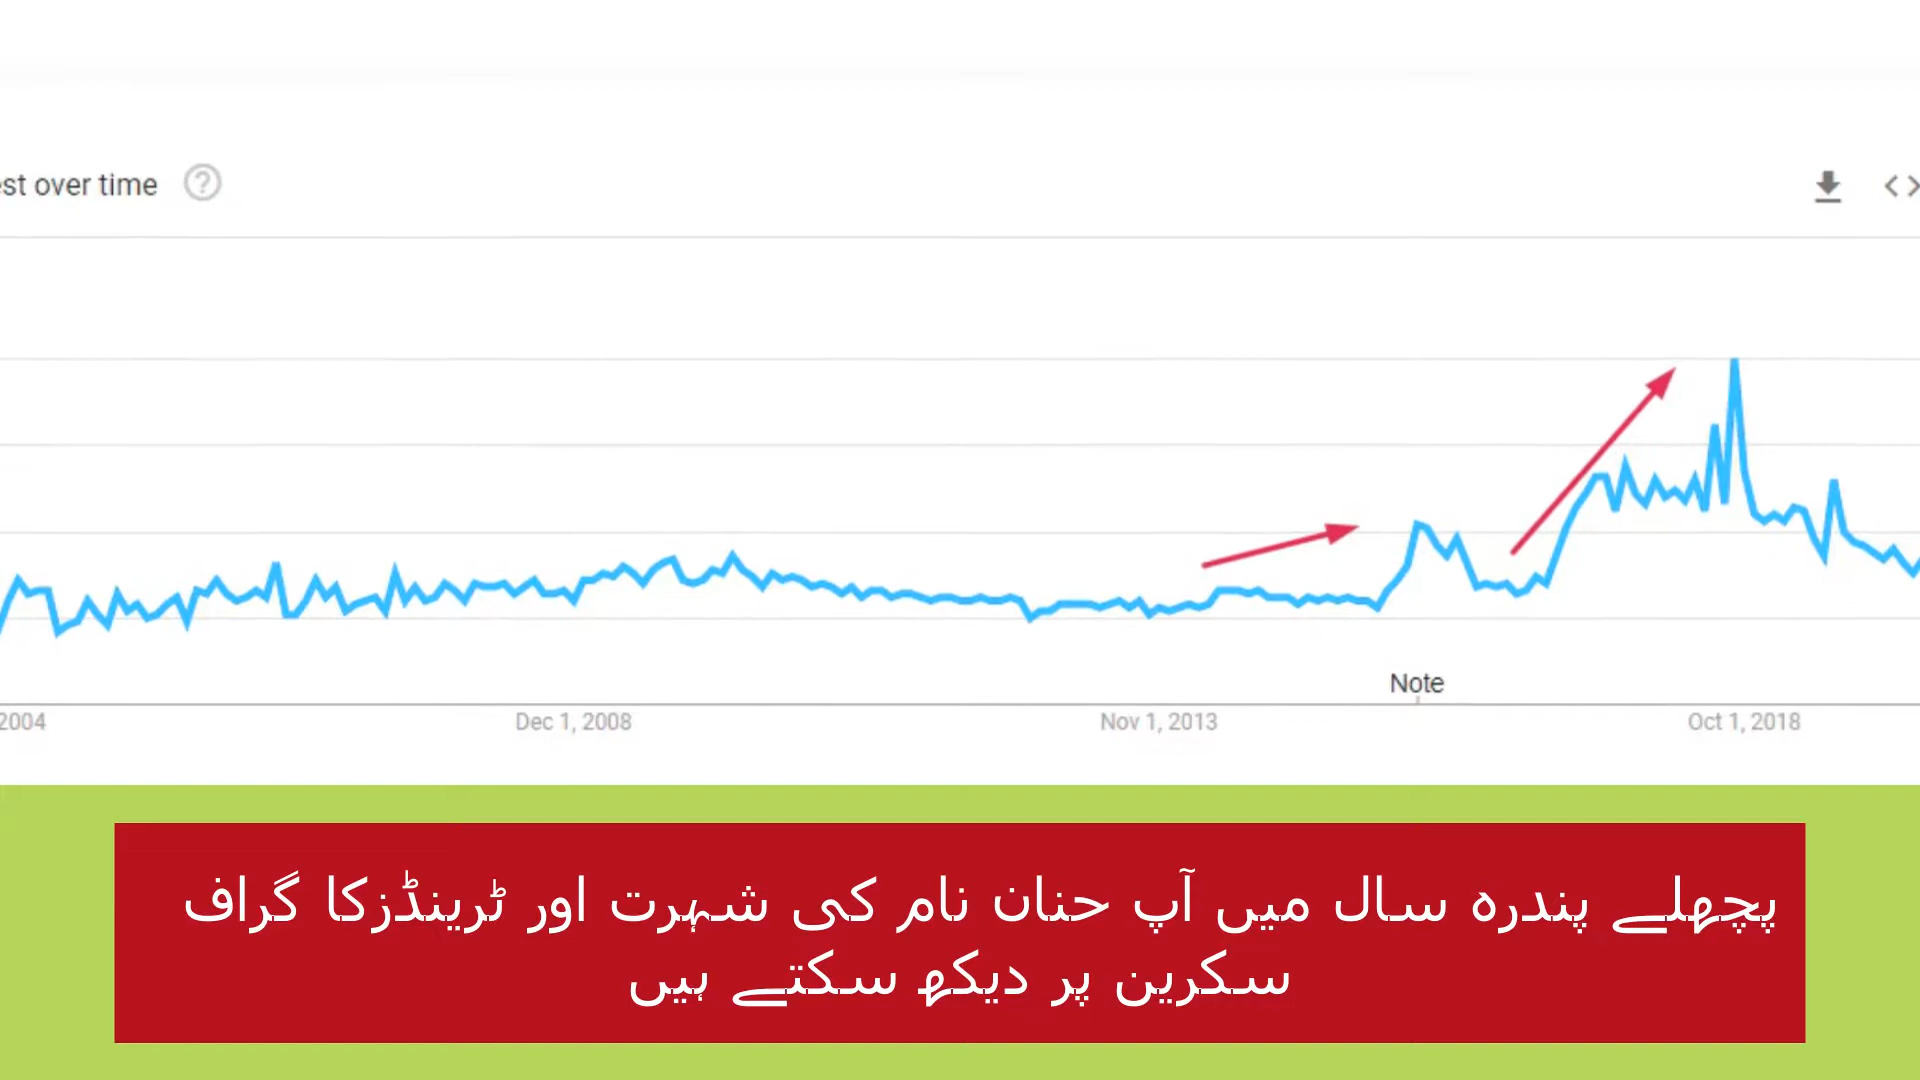 est over time
Note
2004
Dec 1, 2008
Nov 1, 2013
Oct 1, 2018
پچھلے پندرہ سال میں آپ حنان نام کی شہرت اور ٹرینڈزکا گراف
سکرین پر دیکھ سکتے ہیں